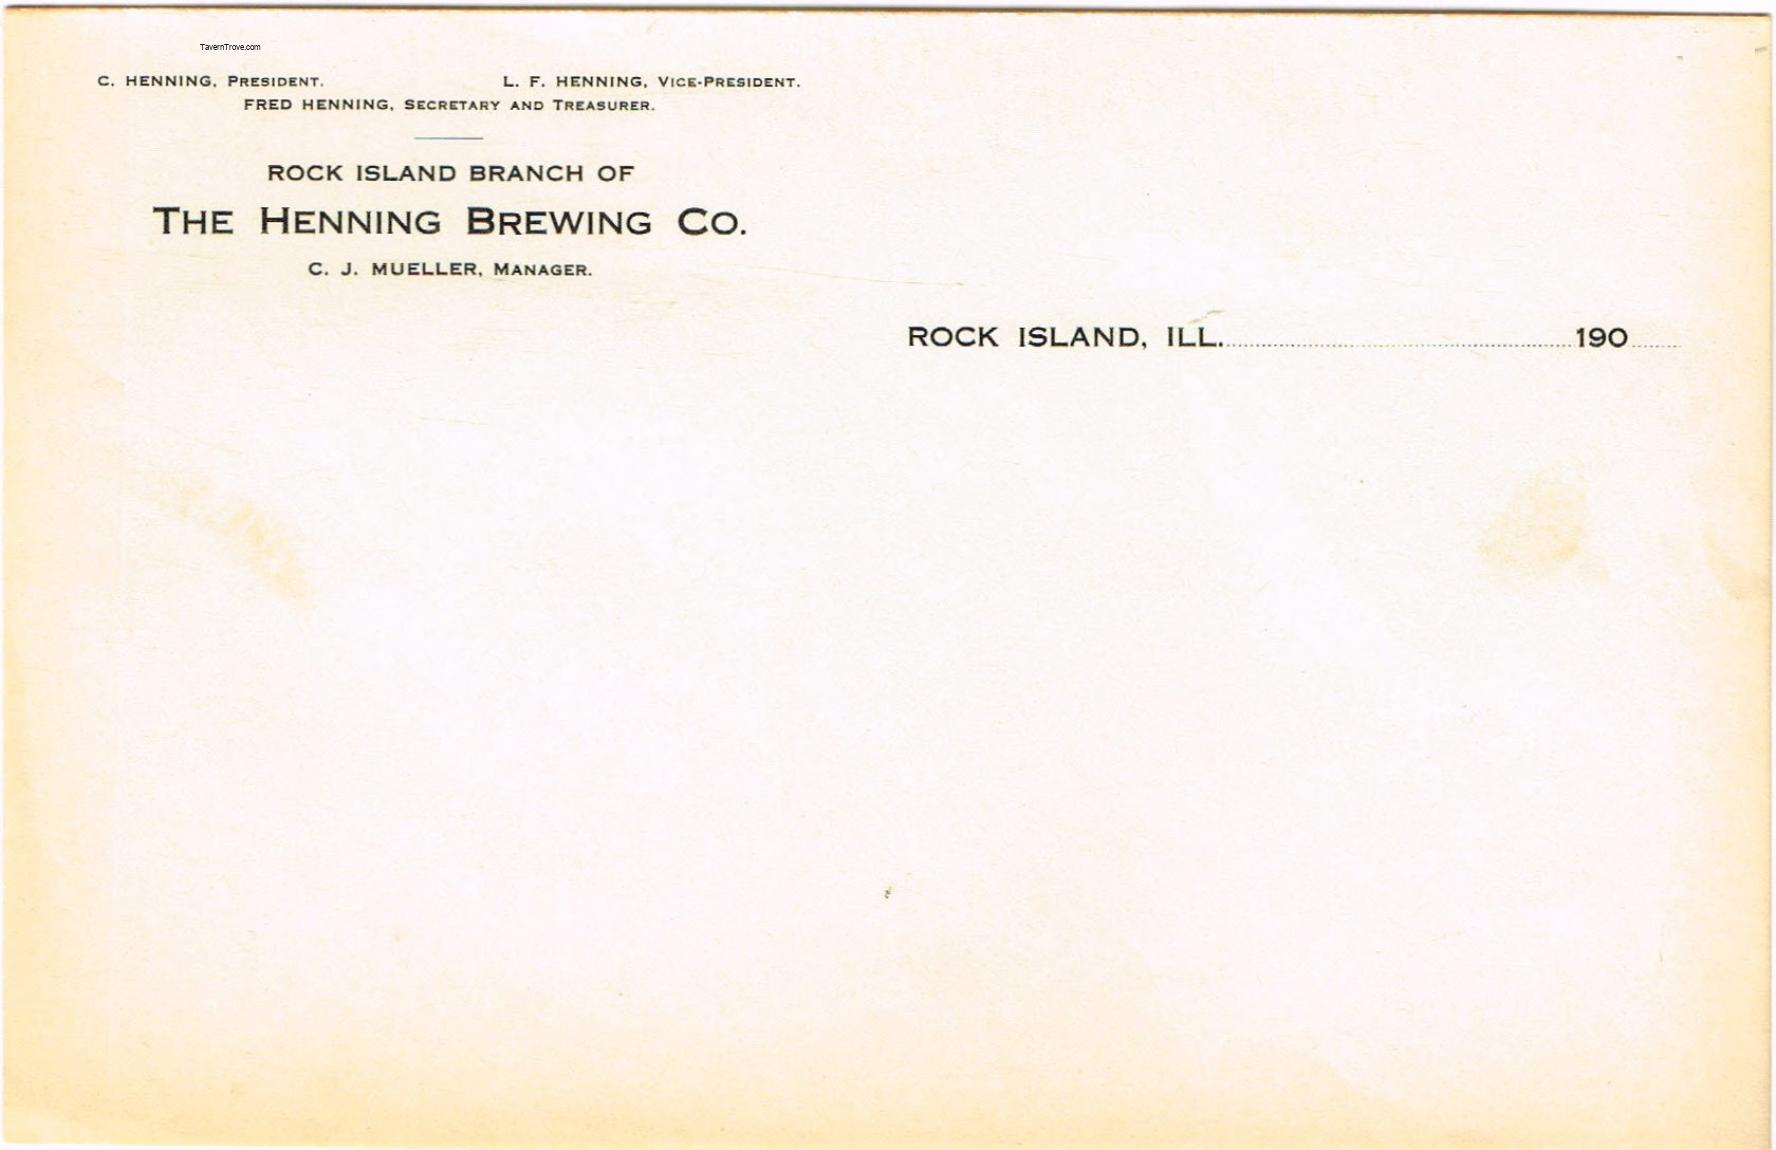 TavernTrove.com
C. HENNING, PRESIDENT. L. F. HENNING, VICE-PRESIDENT.
FRED HENNING, SECRETARY AND TREASURER.
ROCK ISLAND BRANCH OF
THE HENNING BREWING CO.
C. J. MUELLER, MANAGER.
ROCK ISLAND, ILL. 190